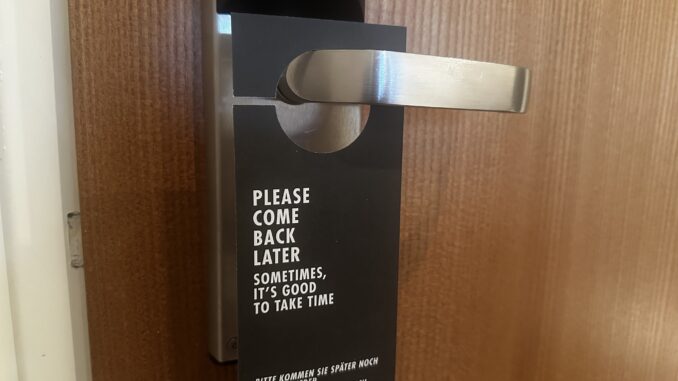 PLEASE
COME
BACK
LATER
SOMETIMES,
IT'S GOOD
TO TAKE TIME
BITTE KOMMEN SIE SPÄTER NOCH